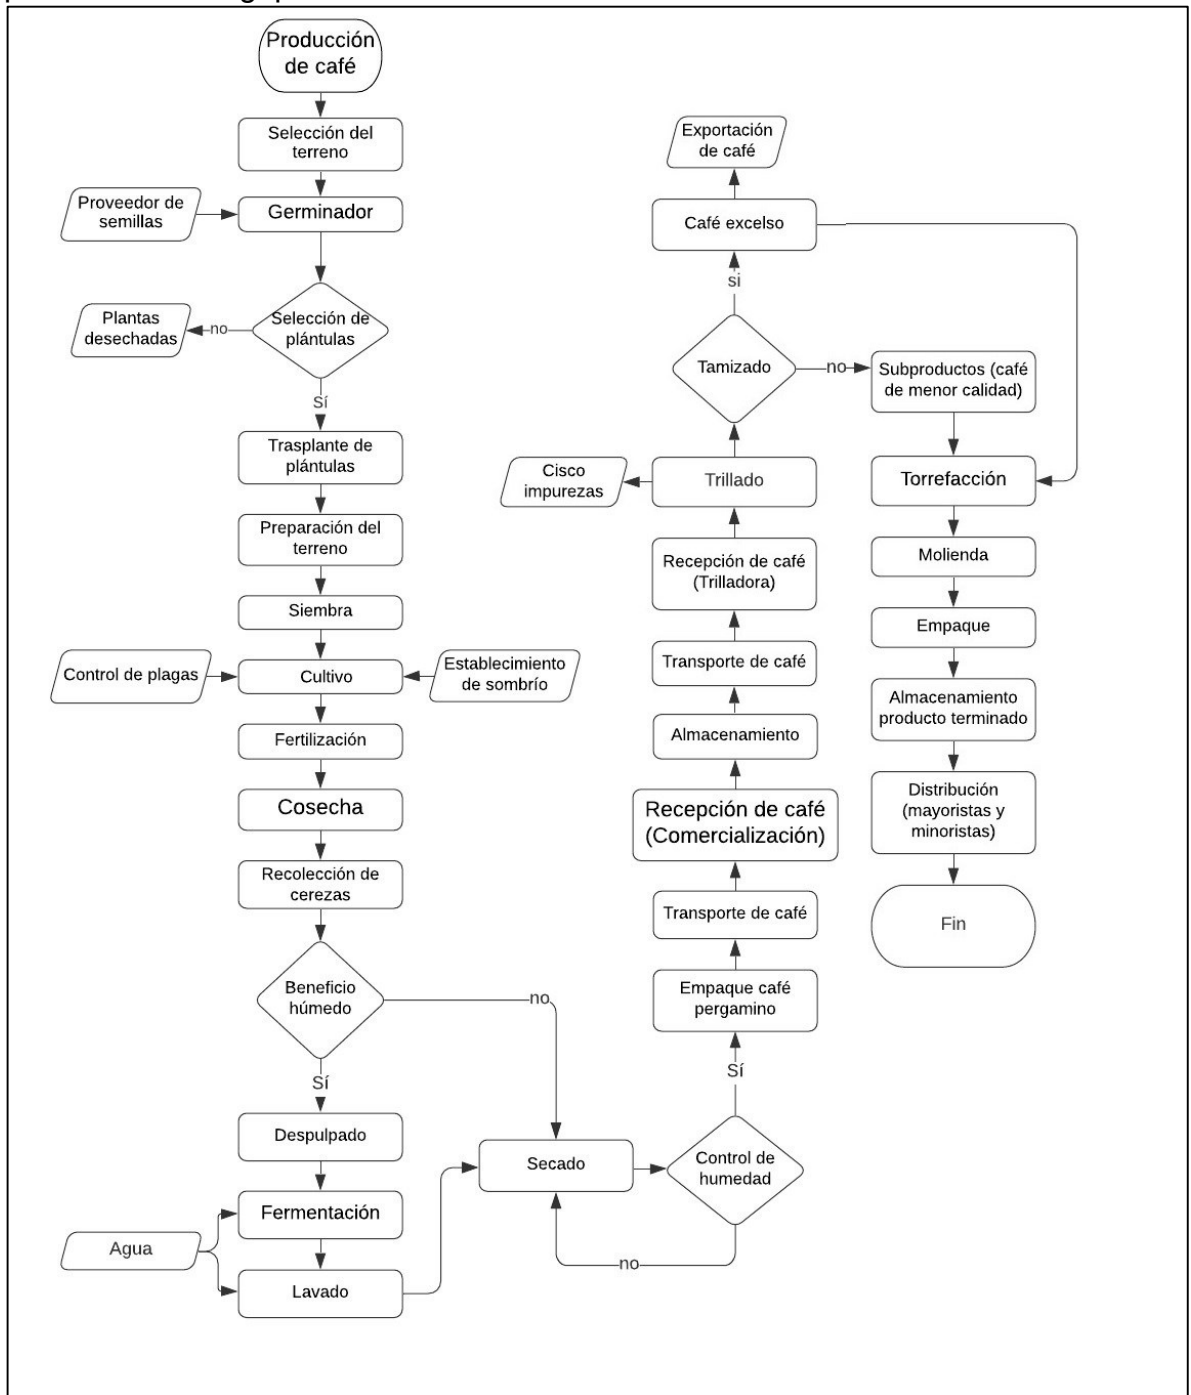 Producción
de café
Selección del
terreno
Proveedor de
semillas
Germinador
Plantas
desechadas
no
Selección de
plántulas
Sí
Trasplante de
plántulas
Preparación del
terreno
Siembra
Control de plagas
Cultivo
Establecimiento
de sombrío
Fertilización
Cosecha
Recolección de
cerezas
Beneficio
húmedo
no
Sí
Despulpado
Fermentación
Agua
Lavado
Secado
Control de
humedad
no
Sí
Empaque café
pergamino
Transporte de café
Recepción de café
(Comercialización)
Almacenamiento
Transporte de café
Recepción de café
(Trilladora)
Trillado
Cisco
impurezas
Tamizado
si
Café excelso
Exportación
de café
no
Subproductos (café
de menor calidad)
Torrefacción
Molienda
Empaque
Almacenamiento
producto terminado
Distribución
(mayoristas y
minoristas)
Fin